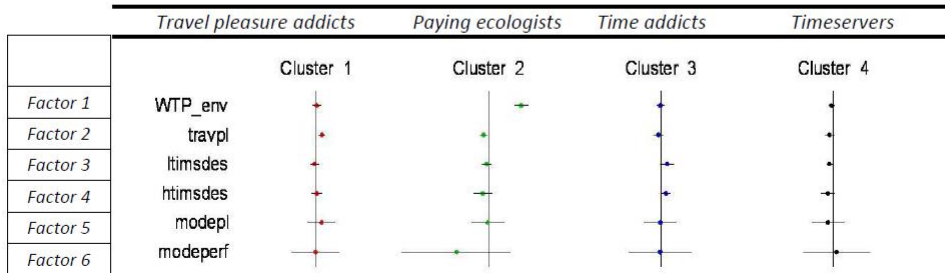 Travel pleasure addicts Paying ecologists Time addicts Timeservers
Cluster 1 Cluster 2 Cluster 3 Cluster 4
Factor 1 WTP_env
Factor 2 travpl
Factor 3 ltimsdes
Factor 4 htimsdes
Factor 5 modepl
Factor 6 modeperf